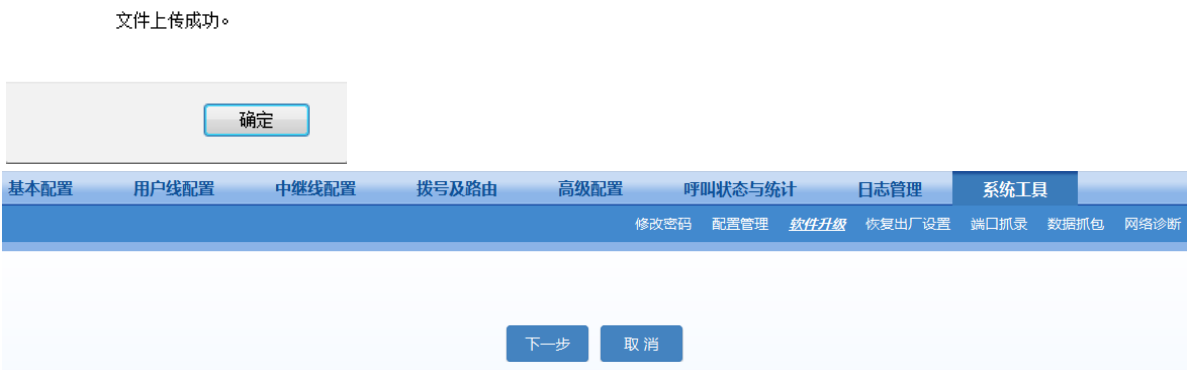 文件上传成功。
确定
基本配置 用户线配置 中继线配置 拨号及路由 高级配置 呼叫状态与统计 日志管理 系统工具
修改密码 配置管理 软件升级 恢复出厂设置 端口抓录 数据抓包 网络诊断
下一步 取 消